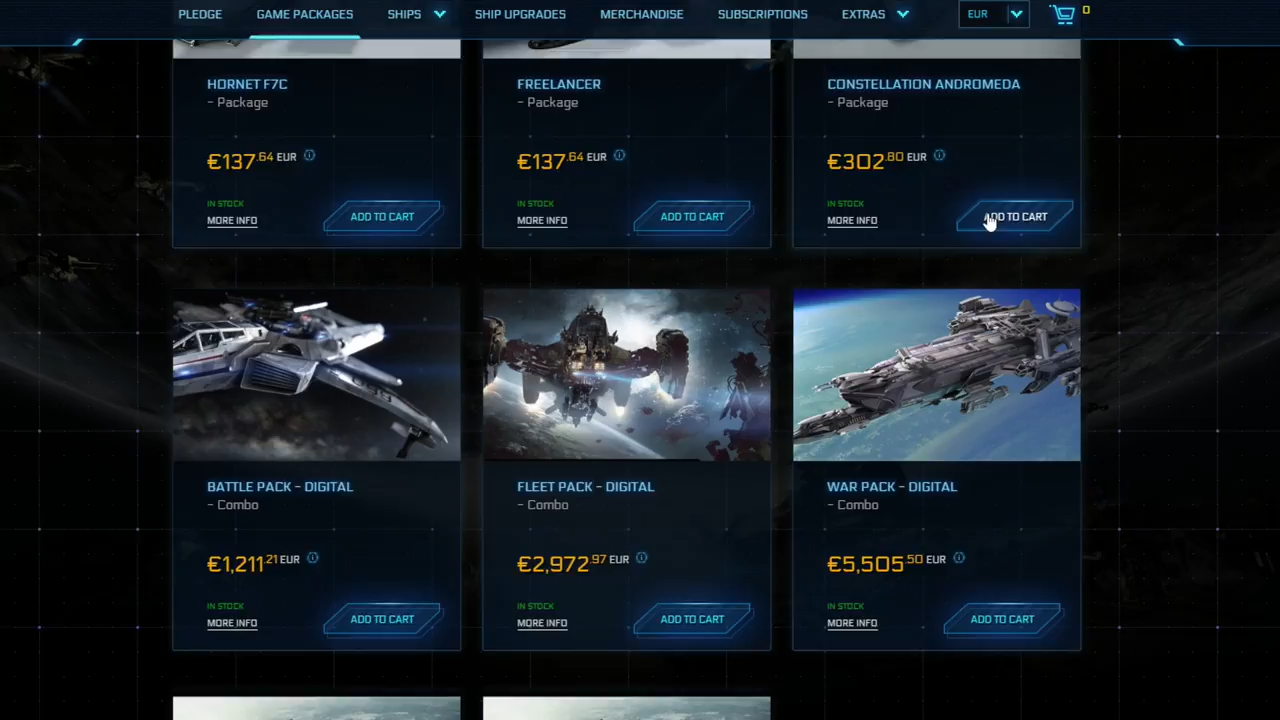 PLEDGE GAME PACKAGES SHIPS SHIP UPGRADES MERCHANDISE SUBSCRIPTIONS EXTRAS EUR 0
HORNET F7C
- Package
€137.64 EUR
IN STOCK
MORE INFO
ADD TO CART
FREELANCER
- Package
€137.64 EUR
IN STOCK
MORE INFO
ADD TO CART
CONSTELLATION ANDROMEDA
- Package
€302.80 EUR
IN STOCK
MORE INFO
ADD TO CART
BATTLE PACK - DIGITAL
- Combo
€1,211.21 EUR
IN STOCK
MORE INFO
ADD TO CART
FLEET PACK - DIGITAL
- Combo
€2,972.97 EUR
IN STOCK
MORE INFO
ADD TO CART
WAR PACK - DIGITAL
- Combo
€5,505.50 EUR
IN STOCK
MORE INFO
ADD TO CART